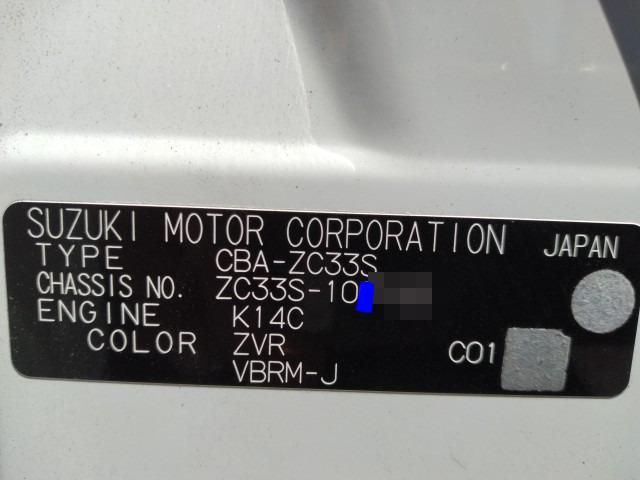 SUZUKI MOTOR CORPORATION JAPAN
TYPE CBA-ZC33S
CHASSIS NO. ZC33S-10
ENGINE K14C
COLOR ZVR C01
VBRM-J